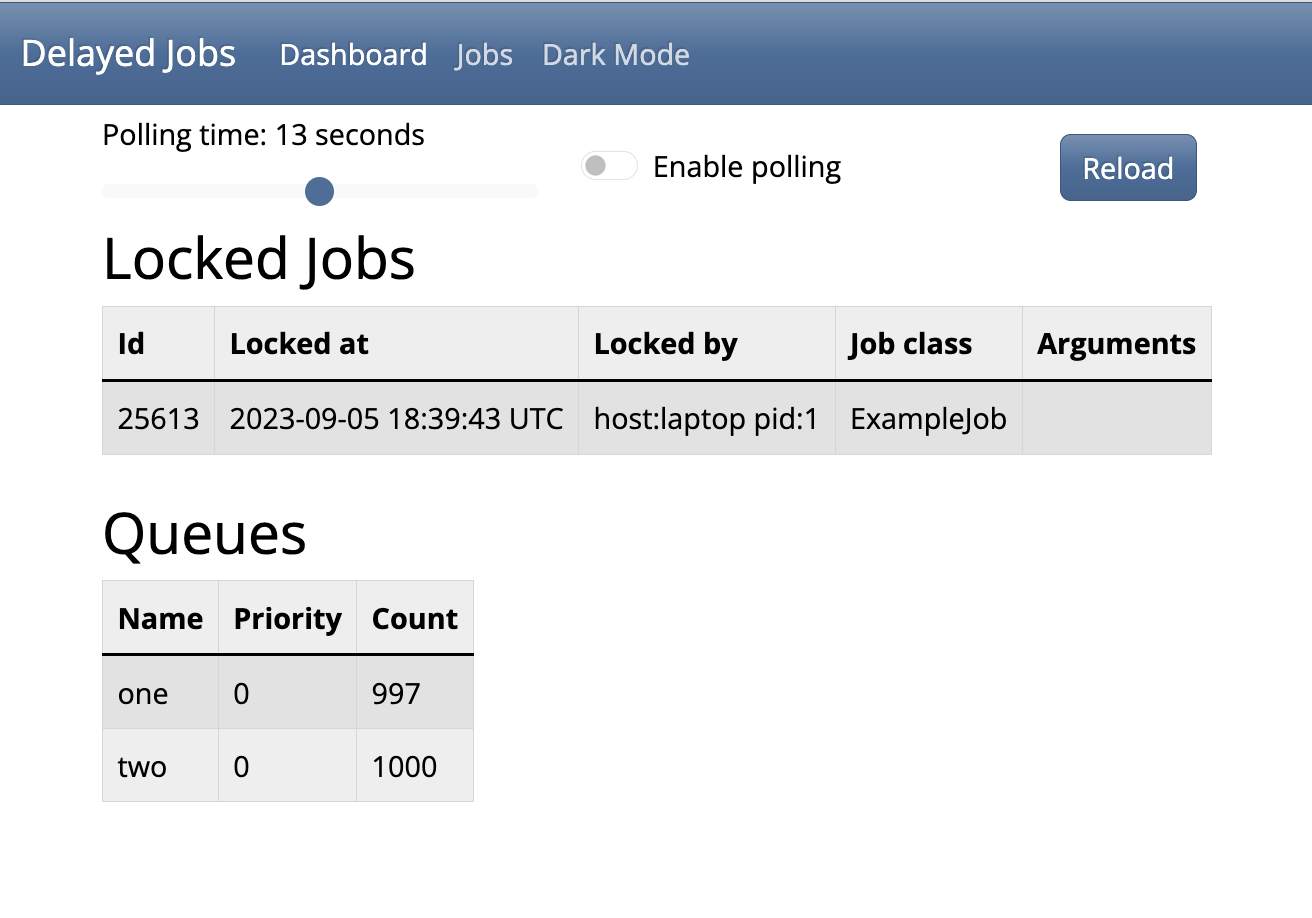 Delayed Jobs Dashboard Jobs Dark Mode
Polling time: 13 seconds
Enable polling
Reload
Locked Jobs
Id Locked at Locked by Job class Arguments
25613 2023-09-05 18:39:43 UTC host:laptop pid:1 ExampleJob
Queues
Name Priority Count
one 0 997
two 0 1000